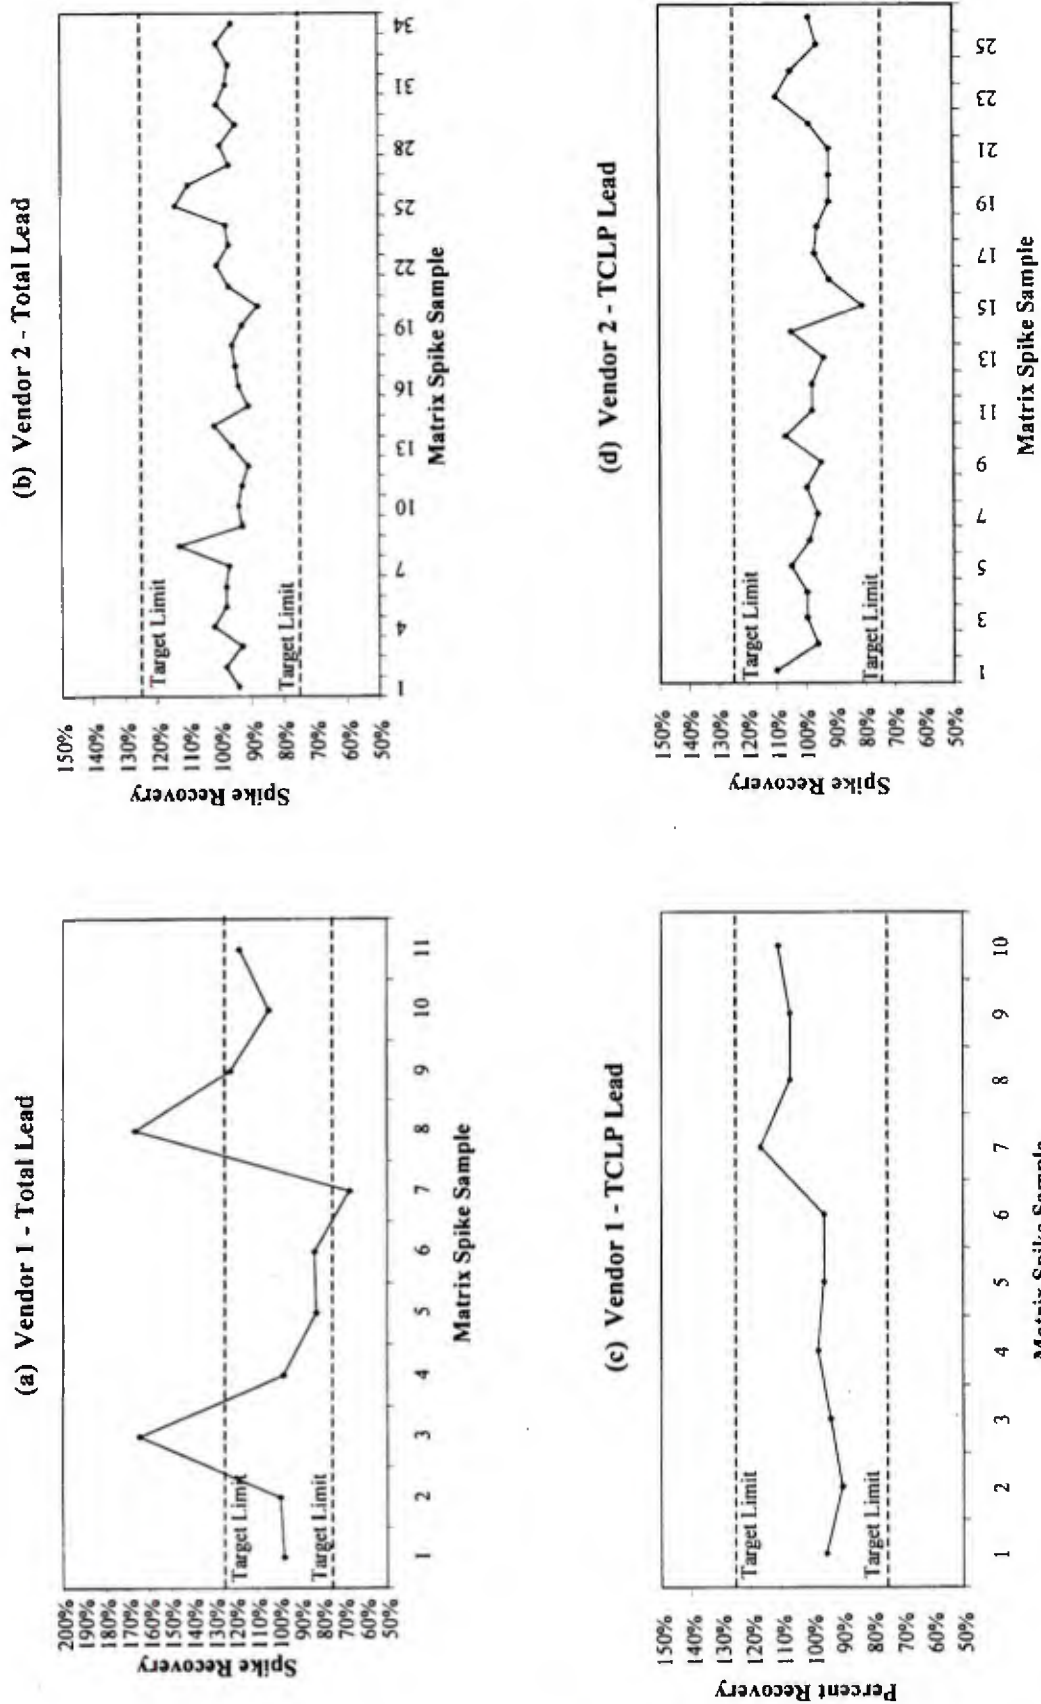 (a) Vendor 1 - Total Lead
200%
190%
180%
170%
160%
150%
140%
130%
120%
110%
100%
90%
80%
70%
60%
50%
Spike Recovery
Target Limit
Target Limit
1 2 3 4 5 6 7 8 9 10 11
Matrix Spike Sample
(b) Vendor 2 - Total Lead
150%
140%
130%
120%
110%
100%
90%
80%
70%
60%
50%
Spike Recovery
Target Limit
Target Limit
1 4 7 10 13 16 19 22 25 28 31 34
Matrix Spike Sample
(c) Vendor 1 - TCLP Lead
150%
140%
130%
120%
110%
100%
90%
80%
70%
60%
50%
Percent Recovery
Target Limit
Target Limit
1 2 3 4 5 6 7 8 9 10
Matrix Spike Sample
(d) Vendor 2 - TCLP Lead
150%
140%
130%
120%
110%
100%
90%
80%
70%
60%
50%
Spike Recovery
Target Limit
Target Limit
1 3 5 7 9 11 13 15 17 19 21 23 25
Matrix Spike Sample